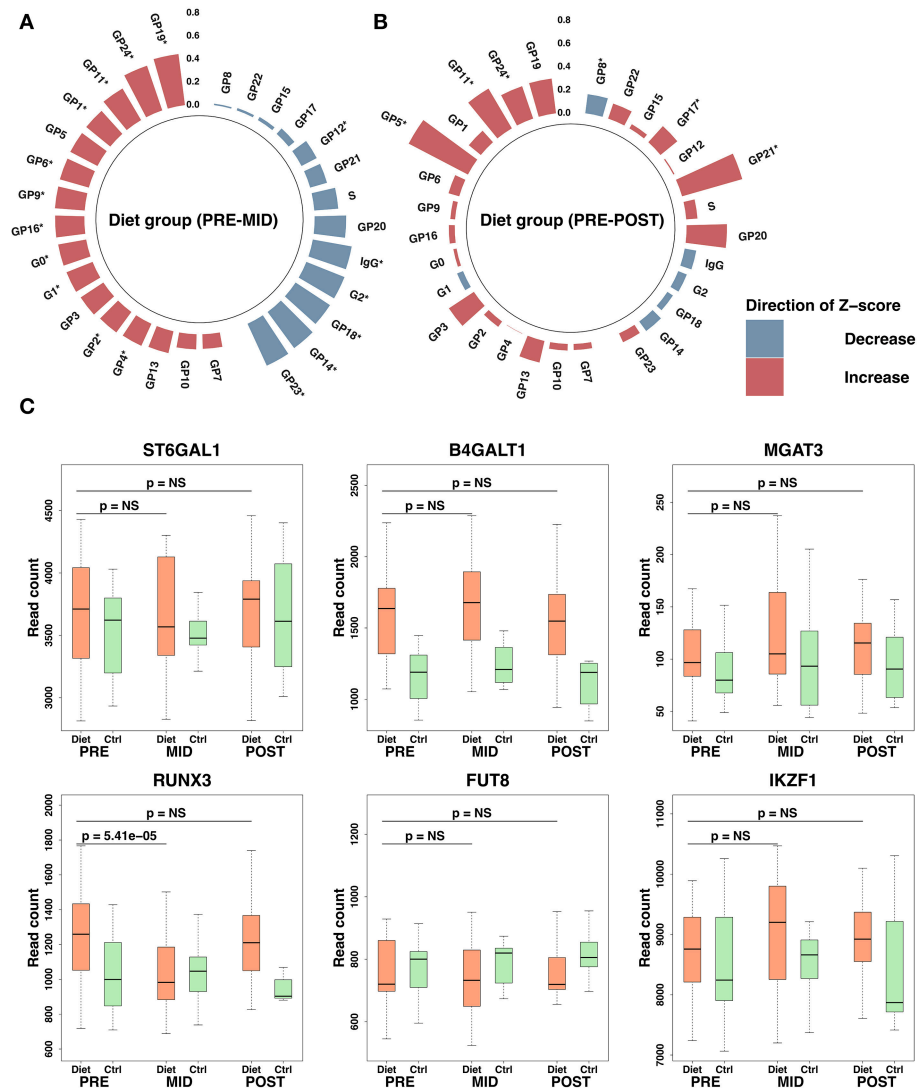 A
B
0.8
0.6
0.4
0.2
0.0
GP8
GP22
GP15
GP17
GP12*
GP21
S
GP20
IgG*
G2*
GP18*
GP14*
GP23*
GP7
GP10
GP13
GP4*
GP2*
GP3
G1*
G0*
GP16*
GP9*
GP6*
GP5
GP1*
GP11*
GP24*
GP19*
Diet group (PRE−MID)
0.8
0.6
0.4
0.2
0.0
GP8*
GP22
GP15
GP17*
GP12
GP21*
S
GP20
IgG
G2
GP18
GP14
GP23
GP7
GP10
GP13
GP4
GP2
GP3
G1
G0
GP16
GP9
GP6
GP5*
GP1
GP11*
GP24*
GP19
Diet group (PRE−POST)
Direction of Z−score
Decrease
Increase
C
ST6GAL1
Read count
4500
4000
3500
3000
p = NS
p = NS
Diet Ctrl Diet Ctrl Diet Ctrl
PRE MID POST
B4GALT1
Read count
2500
2000
1500
1000
p = NS
p = NS
Diet Ctrl Diet Ctrl Diet Ctrl
PRE MID POST
MGAT3
Read count
250
200
150
100
50
p = NS
p = NS
Diet Ctrl Diet Ctrl Diet Ctrl
PRE MID POST
RUNX3
Read count
2000
1800
1600
1400
1200
1000
800
600
p = NS
p = 5.41e−05
Diet Ctrl Diet Ctrl Diet Ctrl
PRE MID POST
FUT8
Read count
1200
1000
800
600
p = NS
p = NS
Diet Ctrl Diet Ctrl Diet Ctrl
PRE MID POST
IKZF1
Read count
11000
10000
9000
8000
7000
p = NS
p = NS
Diet Ctrl Diet Ctrl Diet Ctrl
PRE MID POST